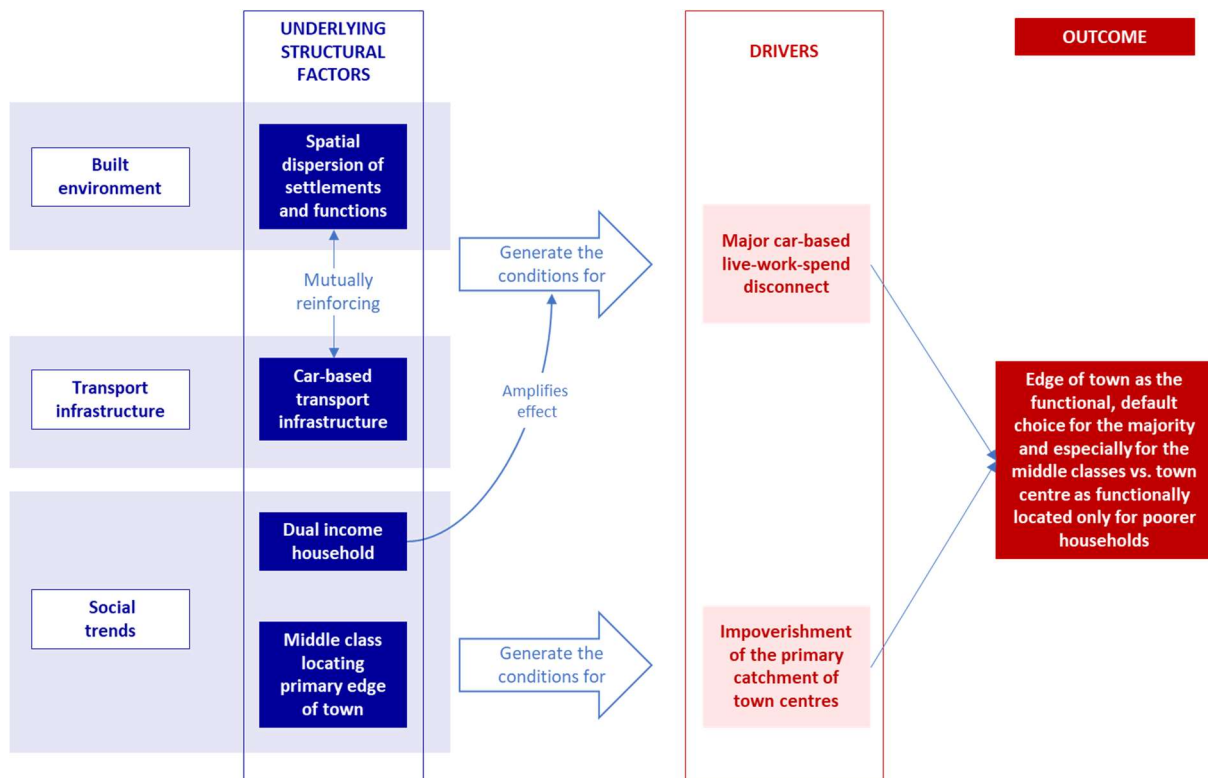 UNDERLYING
STRUCTURAL
FACTORS
DRIVERS
OUTCOME
Built
environment
Spatial
dispersion of
settlements
and functions
Generate the
conditions for
Major car-based
live-work-spend
disconnect
Mutually
reinforcing
Transport
infrastructure
Car-based
transport
infrastructure
Amplifies
effect
Edge of town as the
functional, default
choice for the majority
and especially for the
middle classes vs. town
centre as functionally
located only for poorer
households
Dual income
household
Social
trends
Middle class
locating
primary edge
of town
Generate the
conditions for
Impoverishment
of the primary
catchment of
town centres